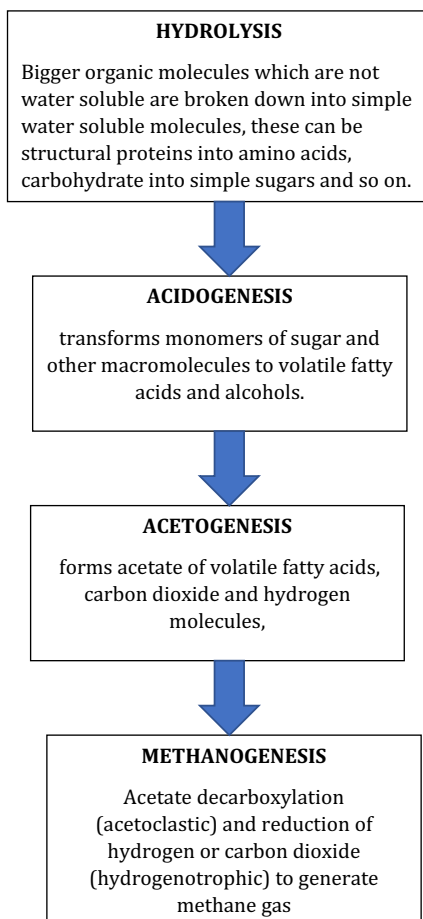 HYDROLYSIS
Bigger organic molecules which are not
water soluble are broken down into simple
water soluble molecules, these can be
structural proteins into amino acids,
carbohydrate into simple sugars and so on.
ACIDOGENESIS
transforms monomers of sugar and
other macromolecules to volatile fatty
acids and alcohols.
ACETOGENESIS
forms acetate of volatile fatty acids,
carbon dioxide and hydrogen
molecules,
METHANOGENESIS
Acetate decarboxylation
(acetoclastic) and reduction of
hydrogen or carbon dioxide
(hydrogenotrophic) to generate
methane gas